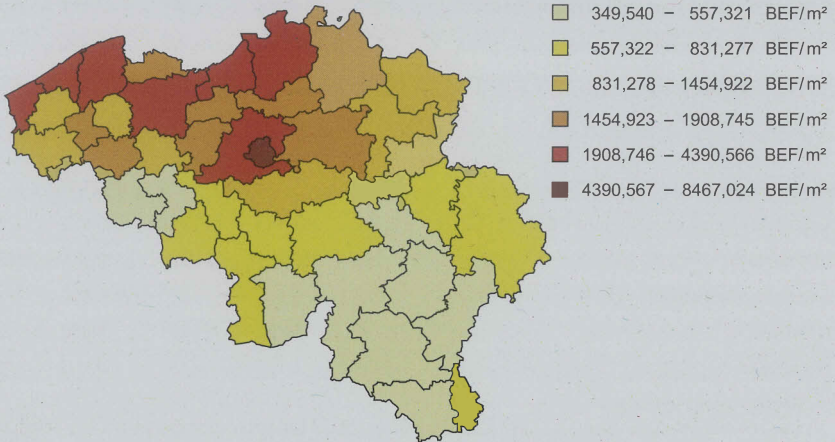 349,540 – 557,321 BEF/m²
557,322 – 831,277 BEF/m²
831,278 – 1454,922 BEF/m²
1454,923 – 1908,745 BEF/m²
1908,746 – 4390,566 BEF/m²
4390,567 – 8467,024 BEF/m²